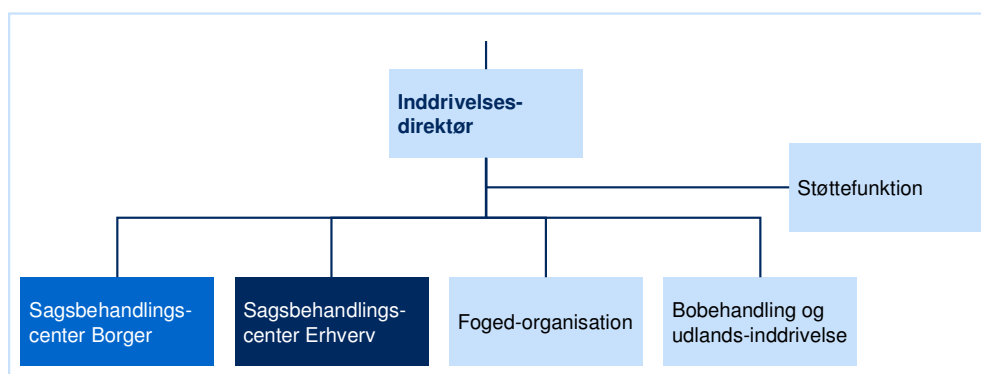 Inddrivelses-
direktør
Støttefunktion
Sagsbehandlings-
center Borger
Sagsbehandlings-
center Erhverv
Foged-organisation
Bobehandling og
udlands-inddrivelse